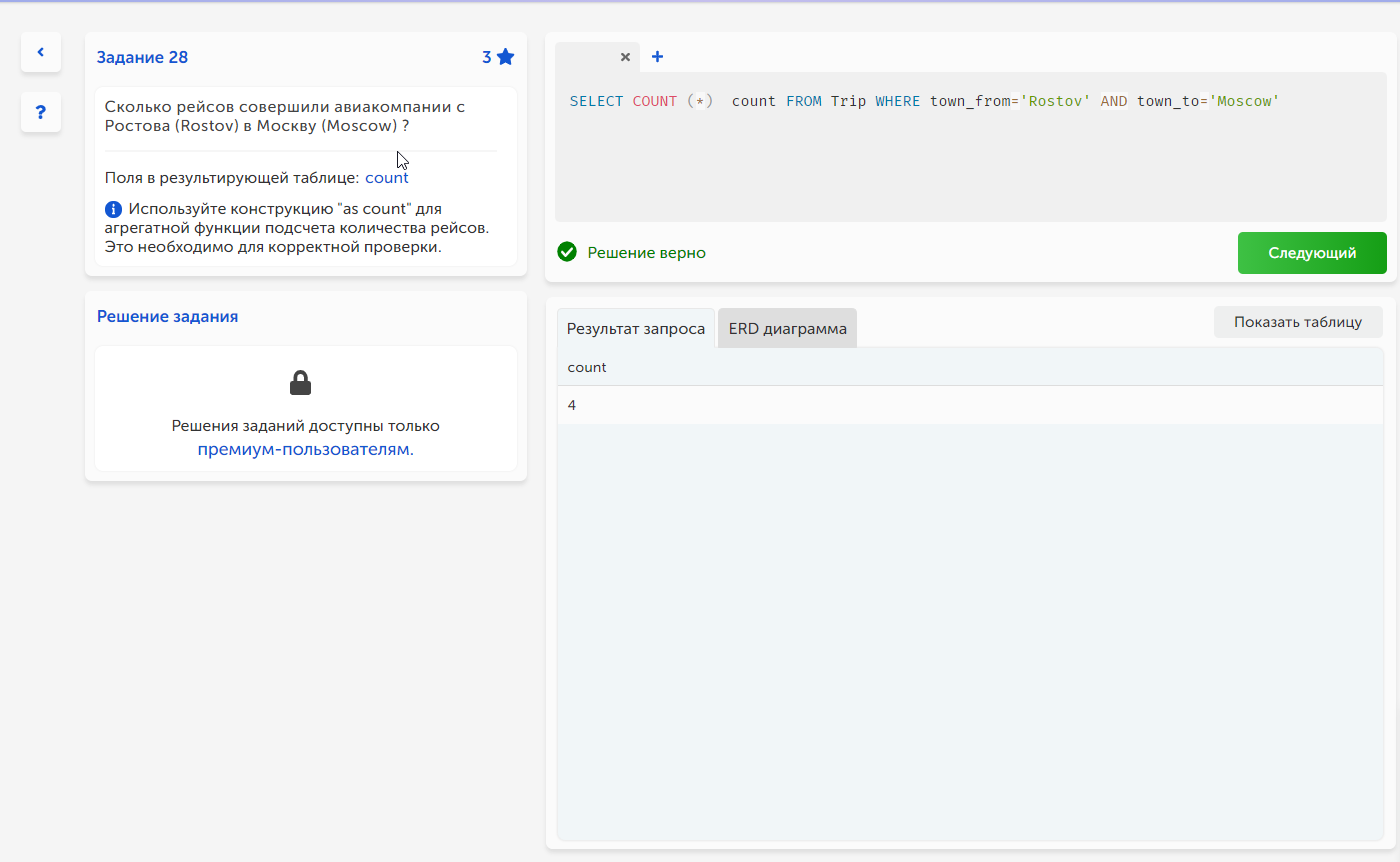 Задание 28
3
?
Сколько рейсов совершили авиакомпании с
Ростова (Rostov) в Москву (Moscow) ?
Поля в результирующей таблице: count
Используйте конструкцию "as count" для
агрегатной функции подсчета количества рейсов.
Это необходимо для корректной проверки.
Решение задания
Решения заданий доступны только
премиум-пользователям.
SELECT COUNT (*)  count FROM Trip WHERE town_from='Rostov' AND town_to='Moscow'
Решение верно
Следующий
Результат запроса
ERD диаграмма
Показать таблицу
count
4